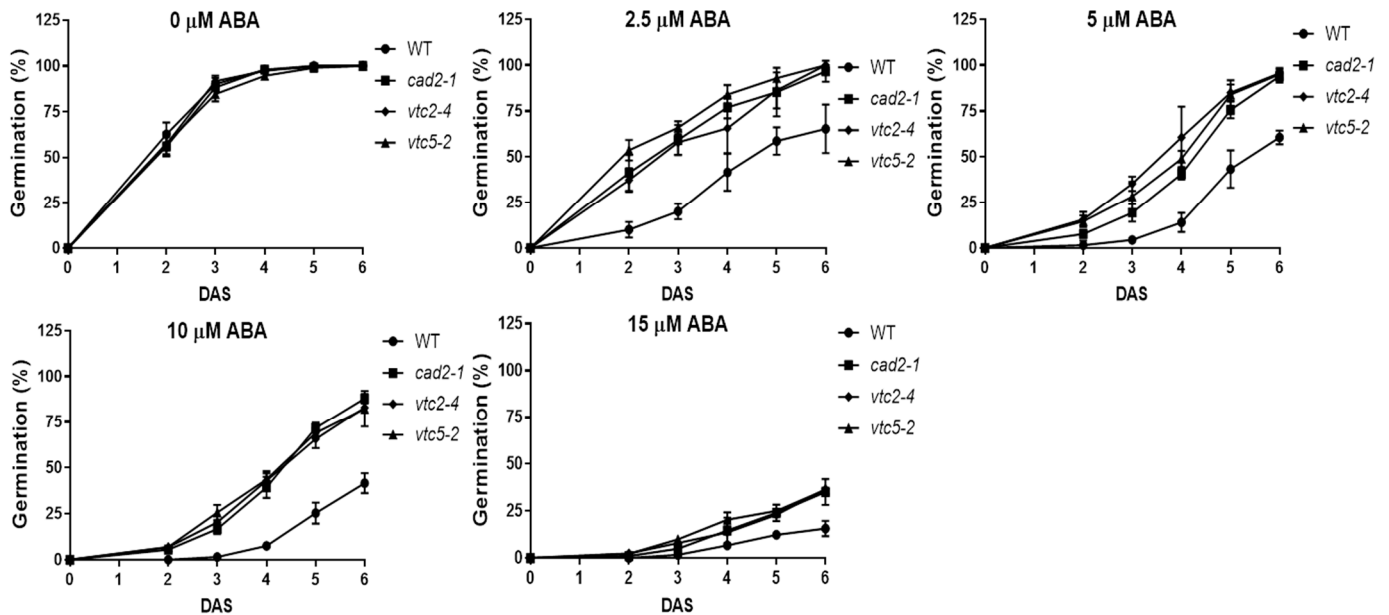 0 μM ABA
125
100
75
50
25
0
Germination (%)
0 1 2 3 4 5 6
DAS
WT
cad2-1
vtc2-4
vtc5-2
2.5 μM ABA
125
100
75
50
25
0
Germination (%)
0 1 2 3 4 5 6
DAS
WT
cad2-1
vtc2-4
vtc5-2
5 μM ABA
125
100
75
50
25
0
Germination (%)
0 1 2 3 4 5 6
DAS
WT
cad2-1
vtc2-4
vtc5-2
10 μM ABA
125
100
75
50
25
0
Germination (%)
0 1 2 3 4 5 6
DAS
WT
cad2-1
vtc2-4
vtc5-2
15 μM ABA
125
100
75
50
25
0
Germination (%)
0 1 2 3 4 5 6
DAS
WT
cad2-1
vtc2-4
vtc5-2